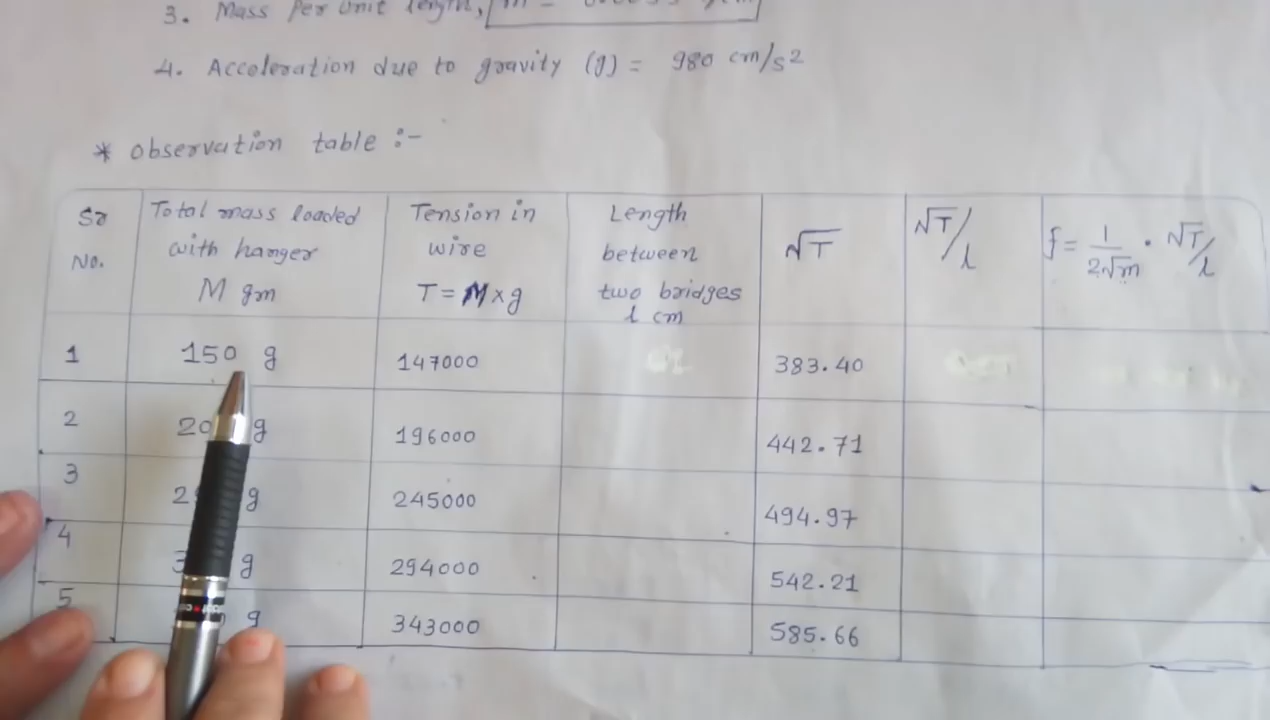 3. Mass Per unit length,
4. Acceleration due to gravity (g) = 980 cm/s2
* Observation table :-
Sr No.
Total mass loaded with hanger M gm
Tension in wire T = M x g
Length between two bridges l cm
√T
√T/l
f = 1/2√m · √T/l
1 150 g 147000 383.40
2 g 196000 442.71
3 g 245000 494.97
4 g 294000 542.21
5 g 343000 585.66